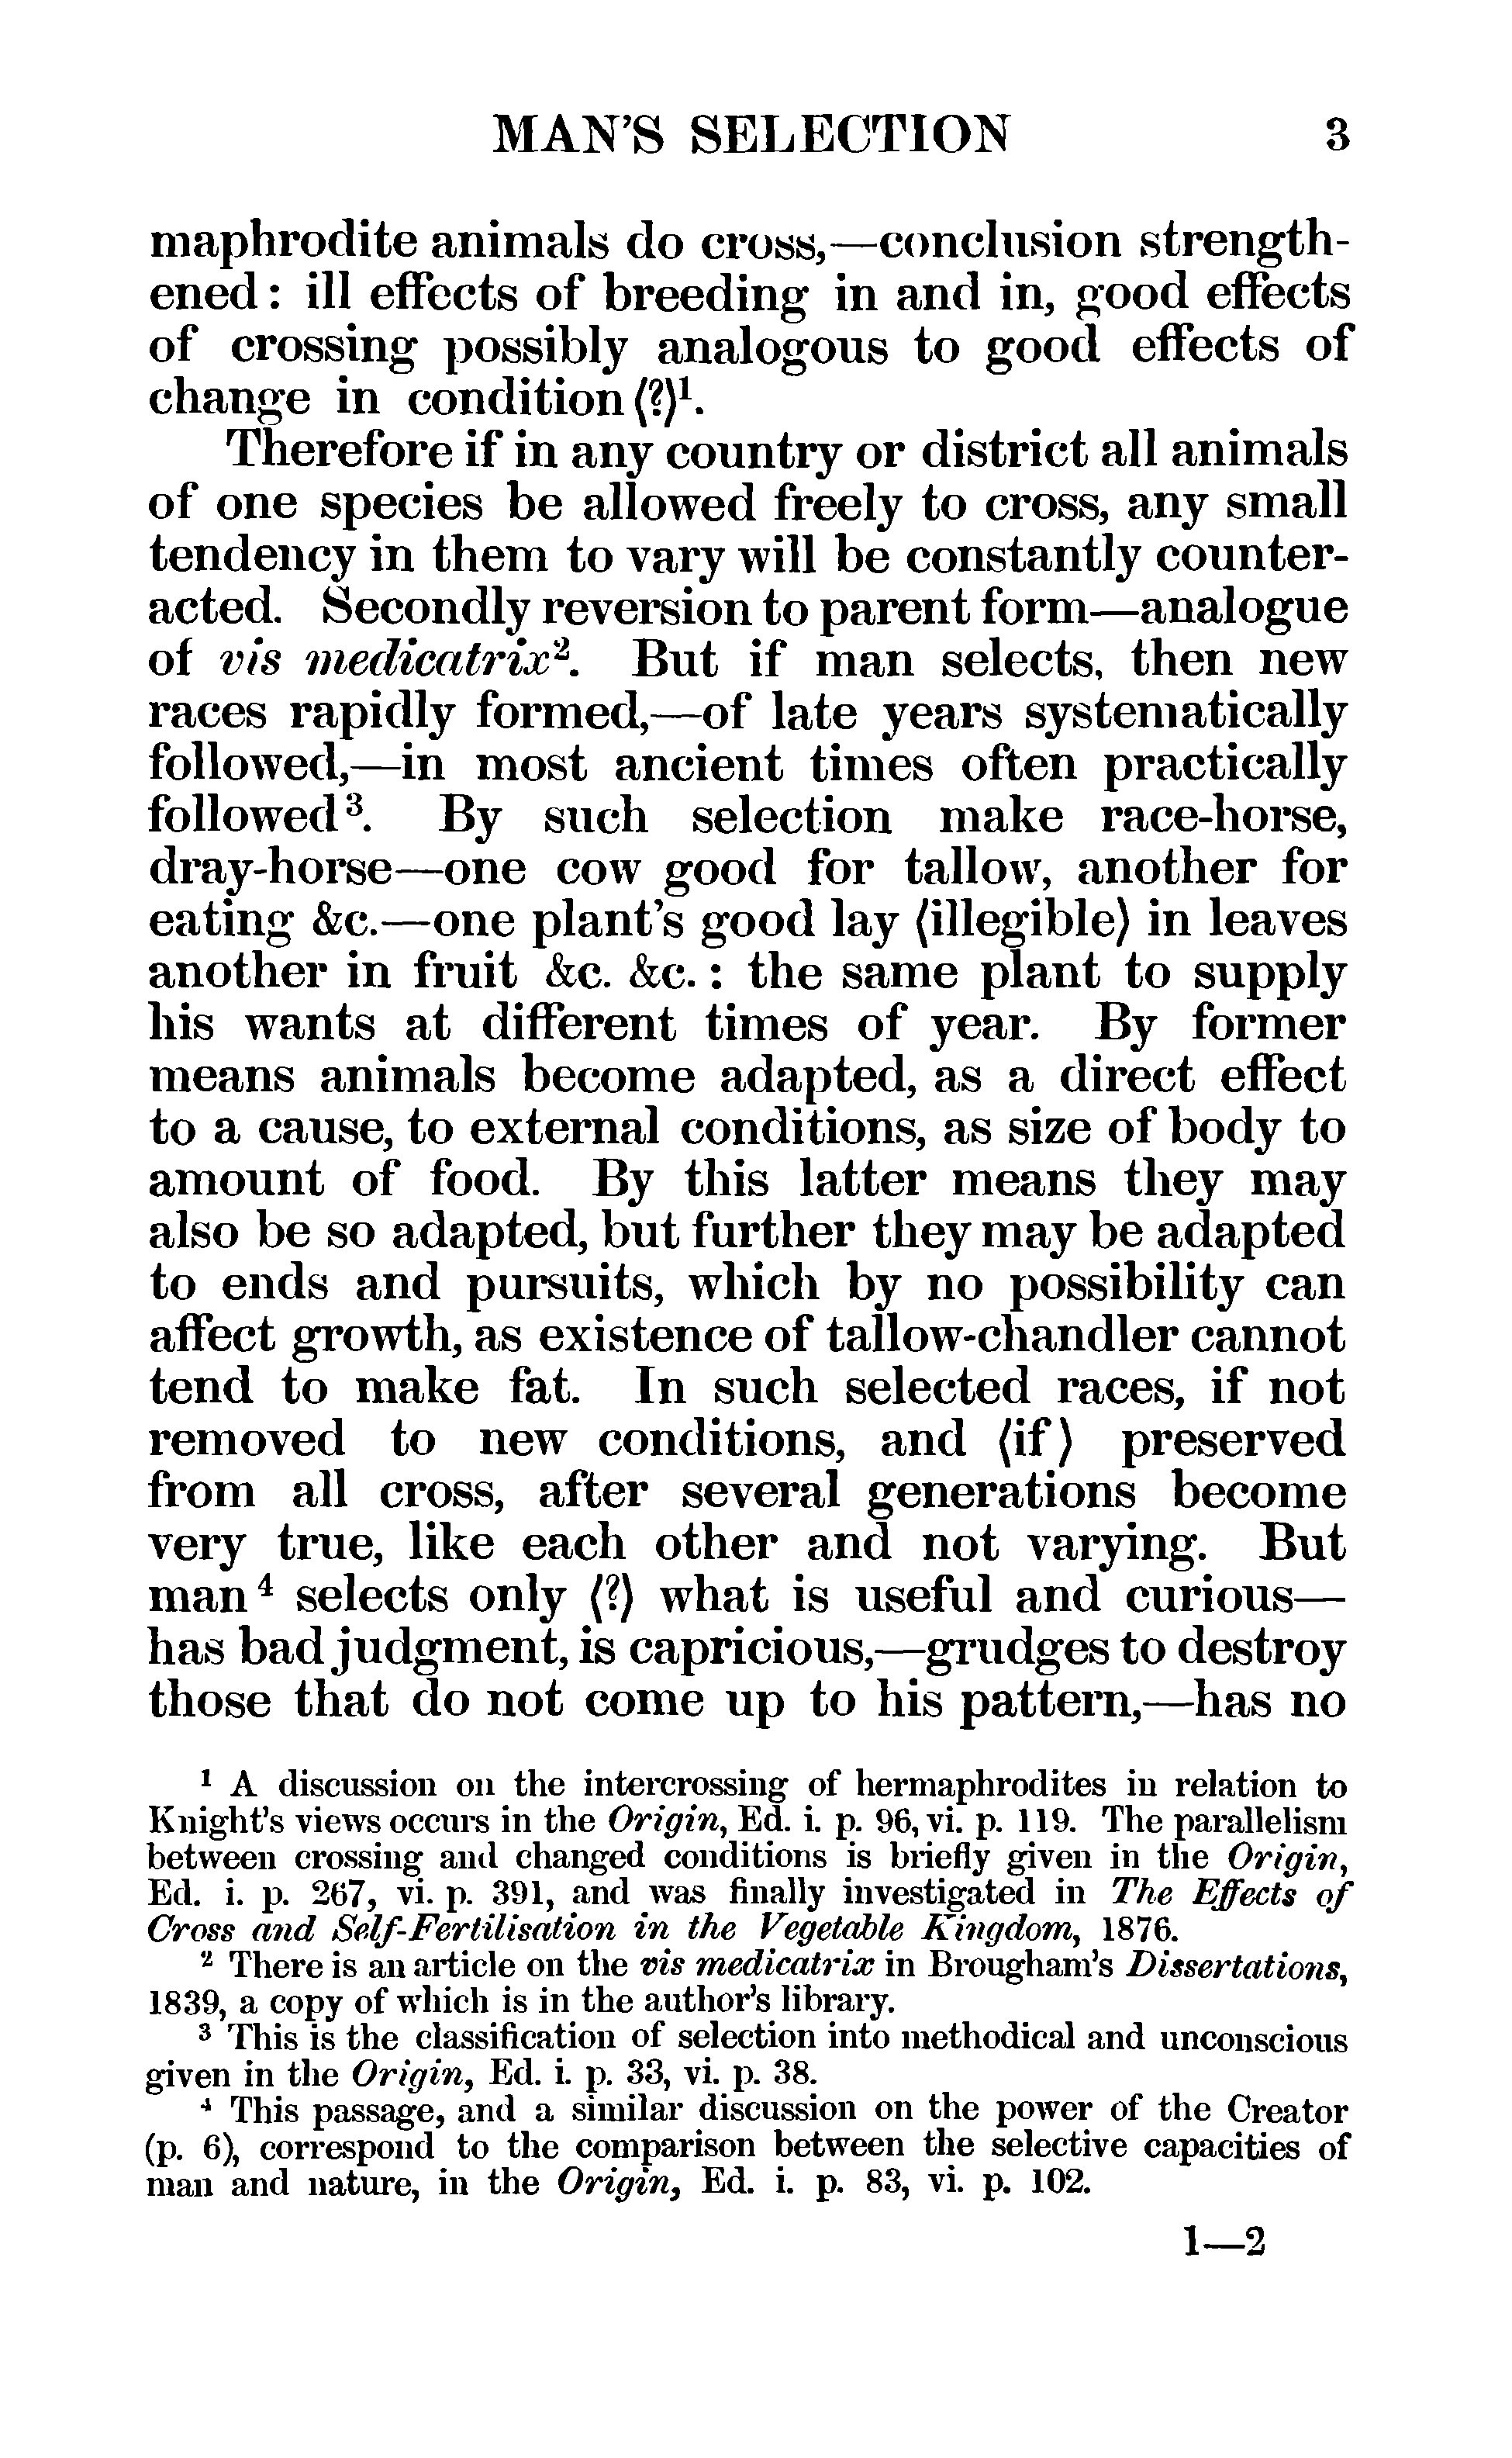 MAN'S SELECTION 3
maphrodite animals do cross,—conclusion strength-
ened: ill effects of breeding in and in, good effects
of crossing possibly analogous to good effects of
change in condition ⟨?⟩¹.
Therefore if in any country or district all animals
of one species be allowed freely to cross, any small
tendency in them to vary will be constantly counter-
acted. Secondly reversion to parent form—analogue
of vis medicatrix². But if man selects, then new
races rapidly formed,—of late years systematically
followed,—in most ancient times often practically
followed³. By such selection make race-horse,
dray-horse—one cow good for tallow, another for
eating &c.—one plant's good lay ⟨illegible⟩ in leaves
another in fruit &c. &c.: the same plant to supply
his wants at different times of year. By former
means animals become adapted, as a direct effect
to a cause, to external conditions, as size of body to
amount of food. By this latter means they may
also be so adapted, but further they may be adapted
to ends and pursuits, which by no possibility can
affect growth, as existence of tallow-chandler cannot
tend to make fat. In such selected races, if not
removed to new conditions, and ⟨if⟩ preserved
from all cross, after several generations become
very true, like each other and not varying. But
man⁴ selects only ⟨?⟩ what is useful and curious—
has bad judgment, is capricious,—grudges to destroy
those that do not come up to his pattern,—has no
¹ A discussion on the intercrossing of hermaphrodites in relation to
Knight's views occurs in the Origin, Ed. i. p. 96, vi. p. 119. The parallelism
between crossing and changed conditions is briefly given in the Origin,
Ed. i. p. 267, vi. p. 391, and was finally investigated in The Effects of
Cross and Self-Fertilisation in the Vegetable Kingdom, 1876.
² There is an article on the vis medicatrix in Brougham's Dissertations,
1839, a copy of which is in the author's library.
³ This is the classification of selection into methodical and unconscious
given in the Origin, Ed. i. p. 33, vi. p. 38.
⁴ This passage, and a similar discussion on the power of the Creator
(p. 6), correspond to the comparison between the selective capacities of
man and nature, in the Origin, Ed. i. p. 83, vi. p. 102.
1—2